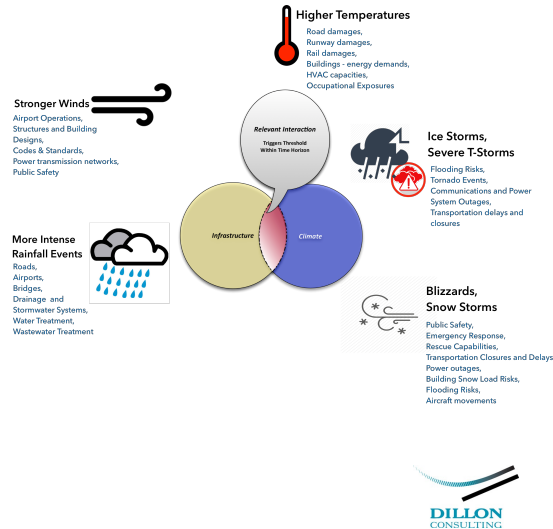 Higher Temperatures
Road damages,
Runway damages,
Rail damages,
Buildings - energy demands,
HVAC capacities,
Occupational Exposures
Stronger Winds
Airport Operations,
Structures and Building
Designs,
Codes & Standards,
Power transmission networks,
Public Safety
Relevant Interaction
Triggers Threshold
Within Time Horizon
Ice Storms,
Severe T-Storms
Flooding Risks,
Tornado Events,
Communications and Power
System Outages,
Transportation delays and
closures
Infrastructure
Climate
More Intense
Rainfall Events
Roads,
Airports,
Bridges,
Drainage and
Stormwater Systems,
Water Treatment,
Wastewater Treatment
Blizzards,
Snow Storms
Public Safety,
Emergency Response,
Rescue Capabilities,
Transportation Closures and Delays
Power outages,
Building Snow Load Risks,
Flooding Risks,
Aircraft movements
DILLON
CONSULTING